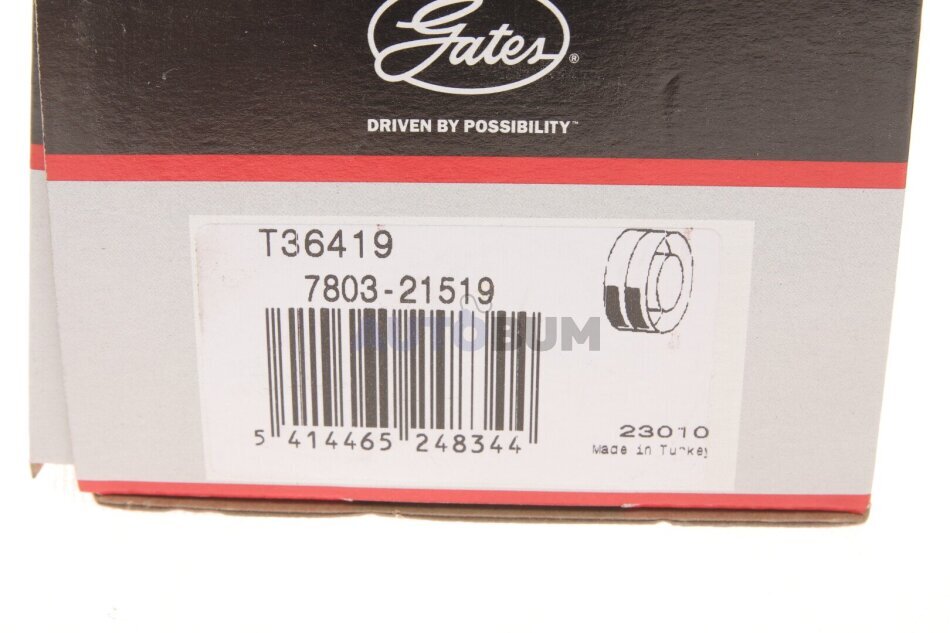 Gates®
DRIVEN BY POSSIBILITY™
T36419
7803-21519
AUTOBUM
5 414465 248344
23010
Made in Turkey